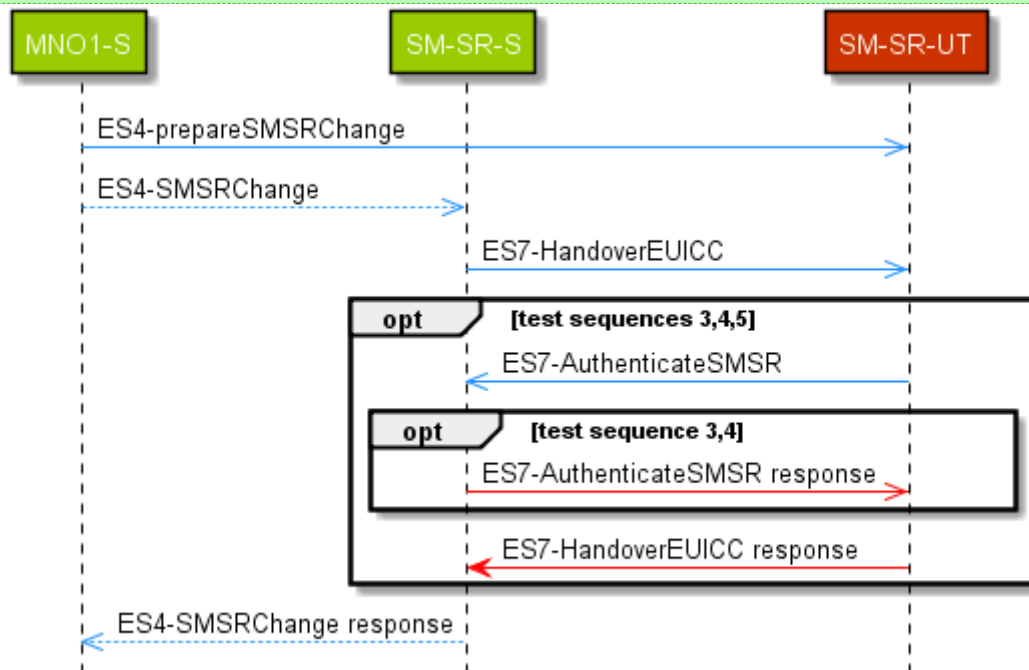 MNO1-S
SM-SR-S
SM-SR-UT
ES4-prepareSMSRChange
ES4-SMSRChange
ES7-HandoverEUICC
opt
[test sequences 3,4,5]
ES7-AuthenticateSMSR
opt
[test sequence 3,4]
ES7-AuthenticateSMSR response
ES7-HandoverEUICC response
ES4-SMSRChange response